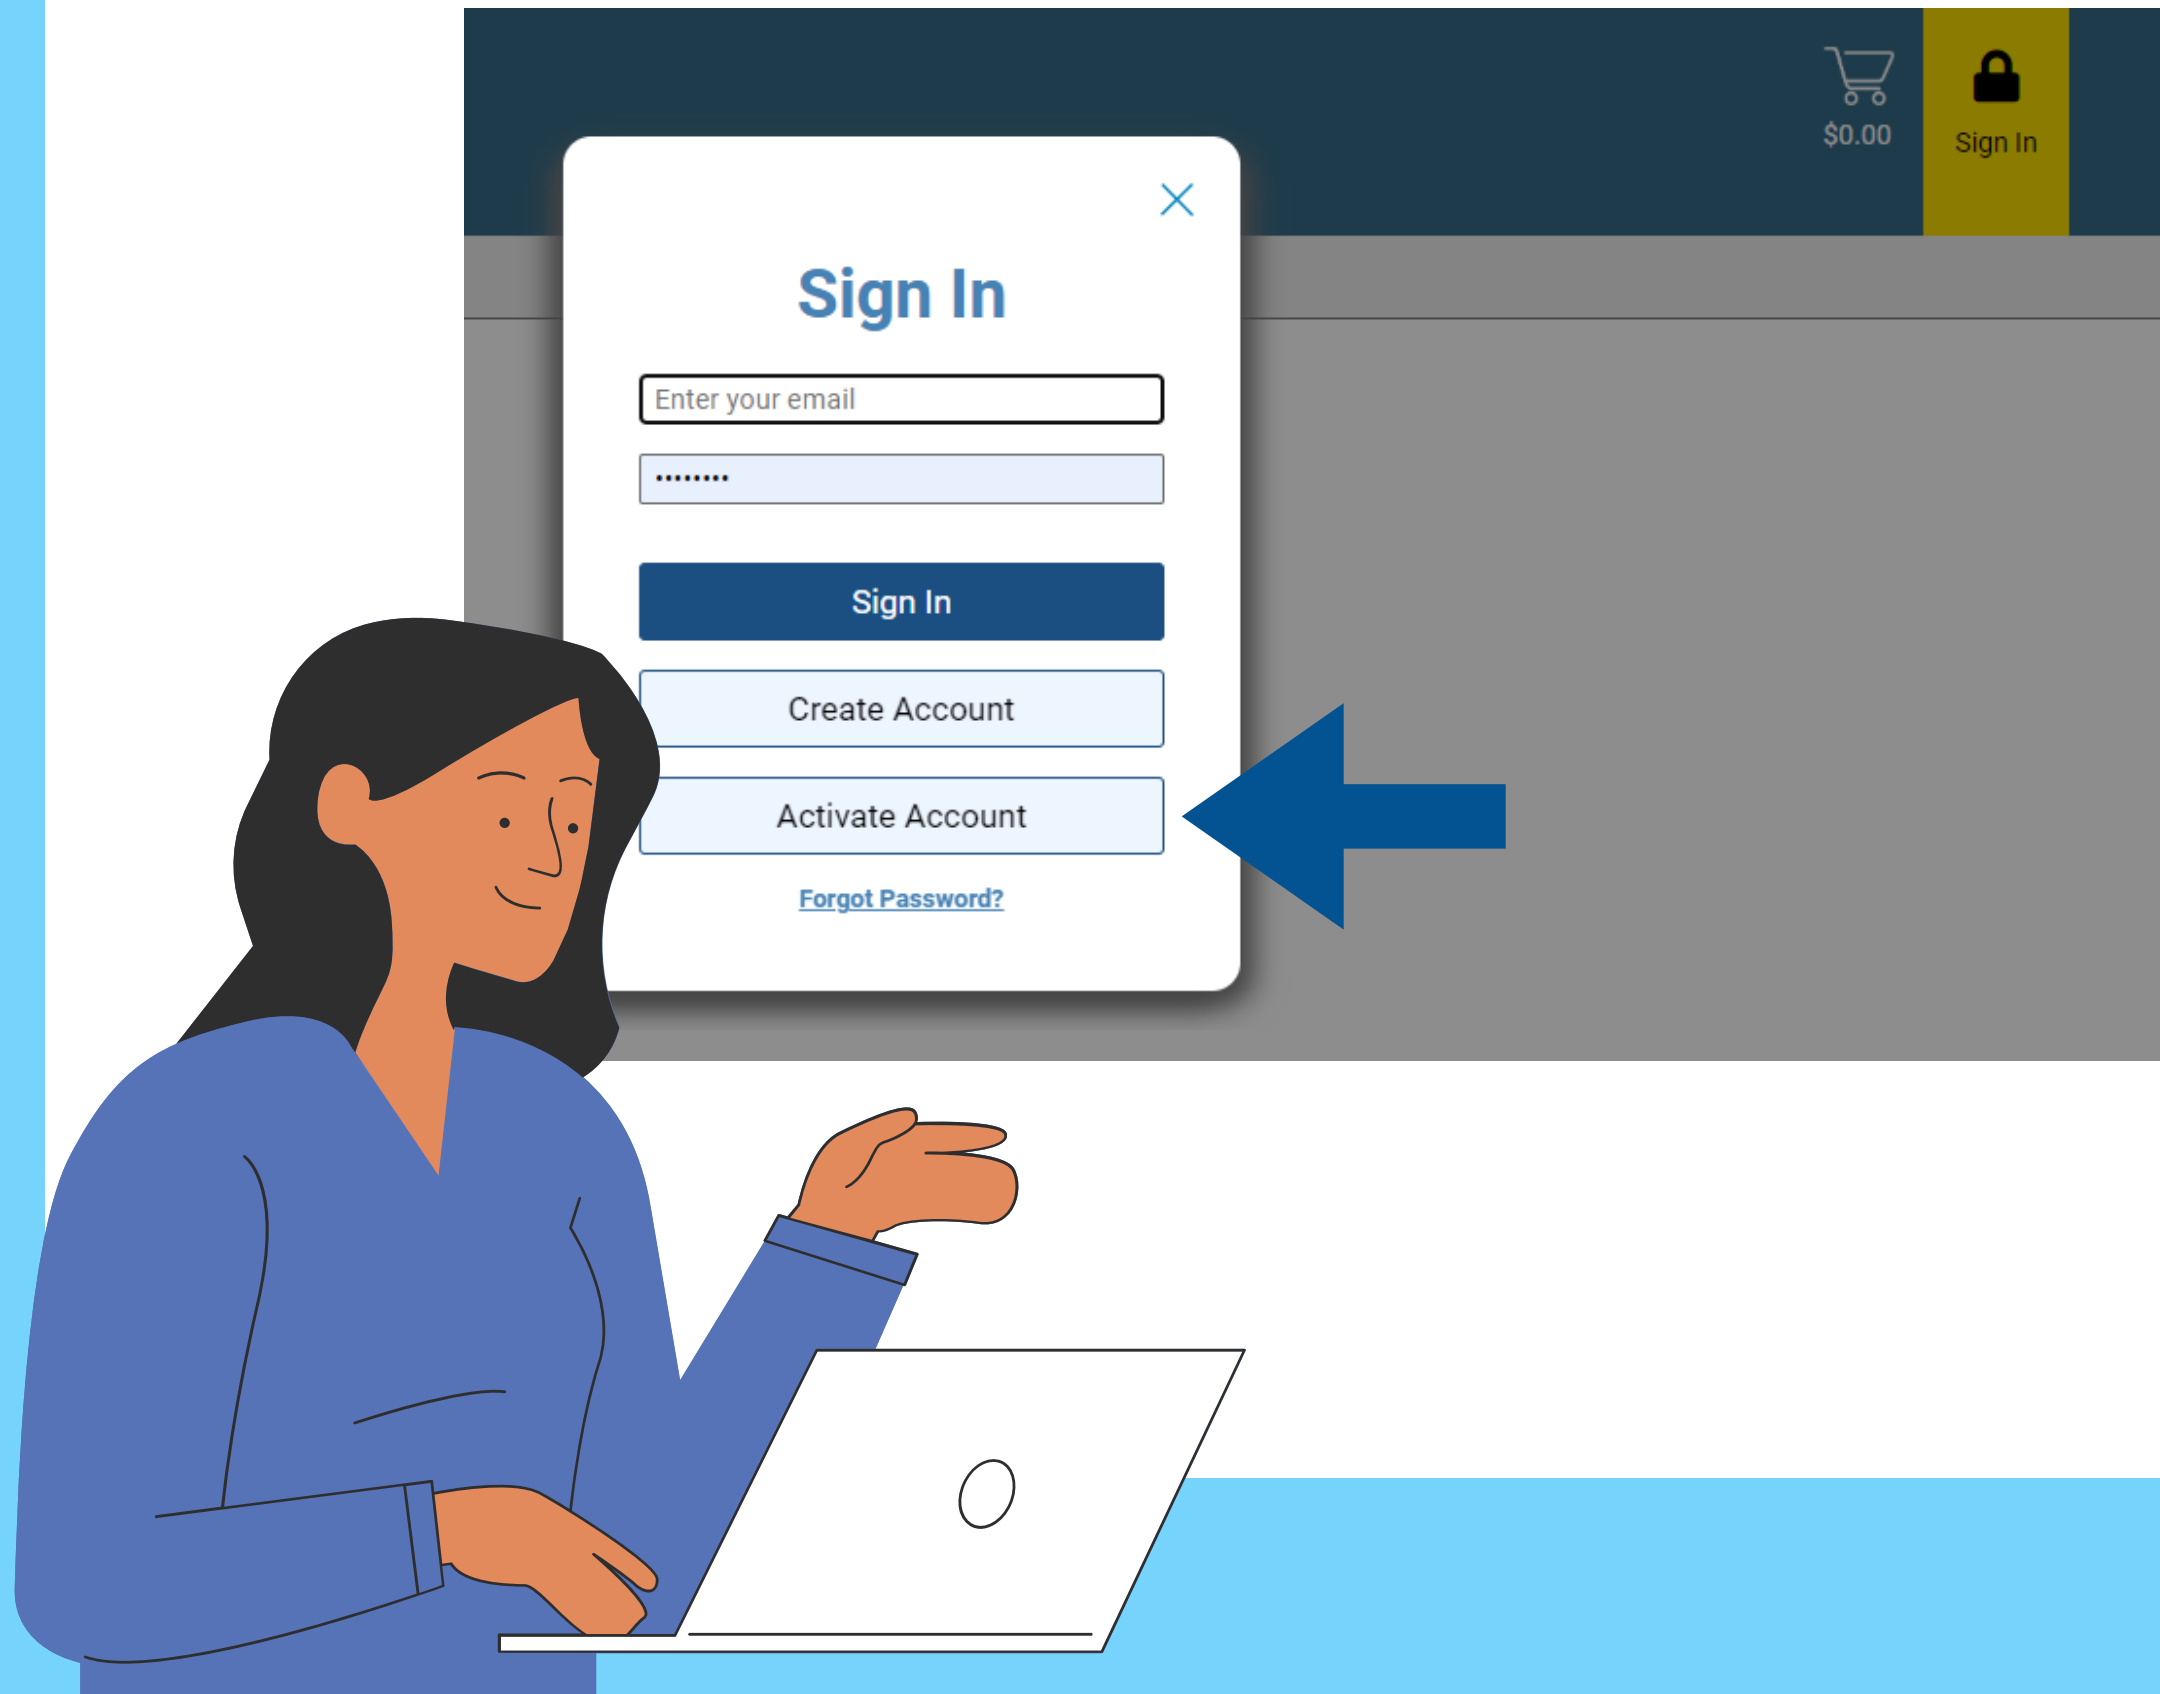 $0.00
Sign In
Sign In
Enter your email
••••••••
Sign In
Create Account
Activate Account
Forgot Password?